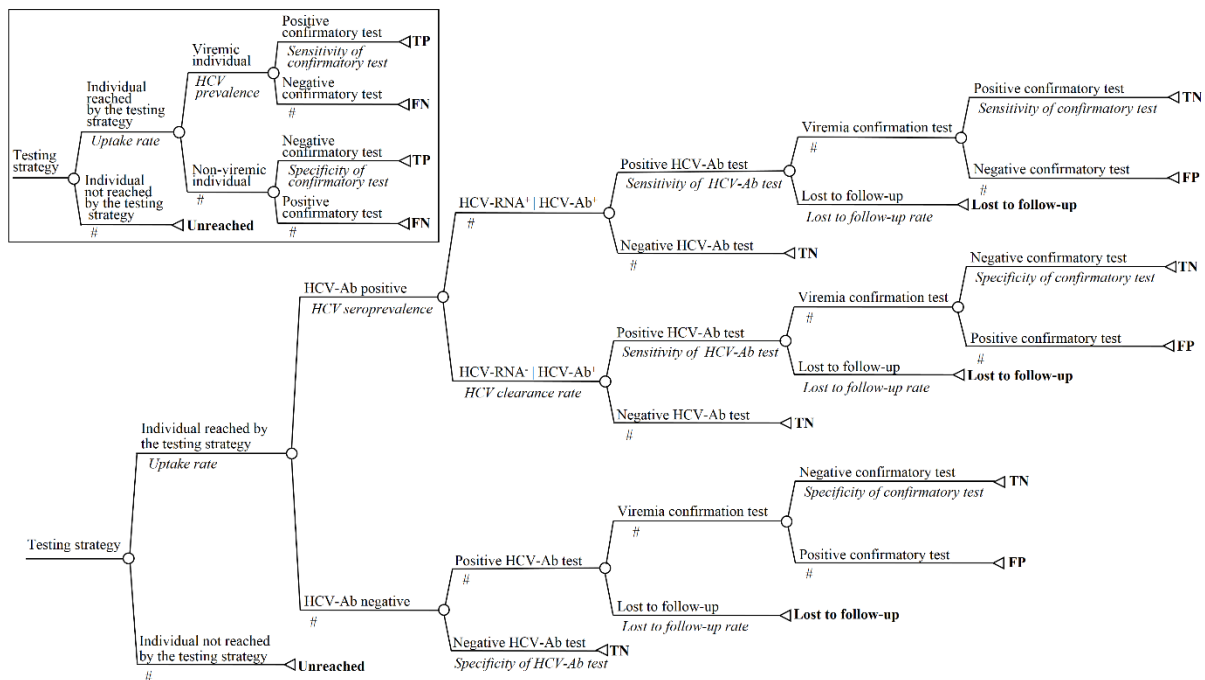 Positive
confirmatory test
TP
Sensitivity of
confirmatory test
Viremic
individual
HCV
prevalence
Negative
confirmatory test
FN
#
Individual
reached
by the testing
strategy
Uptake rate
Negative
confirmatory test
TP
Specificity of
confirmatory test
Non-viremic
individual
#
Positive
confirmatory test
FN
#
Testing
strategy
Individual
not reached
by the testing
strategy
Unreached
#
Positive confirmatory test
TN
Sensitivity of confirmatory test
Viremia confirmation test
#
Negative confirmatory test
FP
#
Positive HCV-Ab test
Sensitivity of HCV-Ab test
Lost to follow-up
Lost to follow-up
Lost to follow-up rate
HCV-RNA⁺ | HCV-Ab⁺
#
Negative HCV-Ab test
TN
#
Negative confirmatory test
TN
Specificity of confirmatory test
HCV-Ab positive
HCV seroprevalence
Viremia confirmation test
#
Positive confirmatory test
FP
#
Positive HCV-Ab test
Sensitivity of HCV-Ab test
Lost to follow-up
Lost to follow-up
Lost to follow-up rate
HCV-RNA⁻ | HCV-Ab⁺
HCV clearance rate
Negative HCV-Ab test
TN
#
Individual reached by
the testing strategy
Uptake rate
Negative confirmatory test
TN
Specificity of confirmatory test
Viremia confirmation test
#
Testing strategy
Positive HCV-Ab test
#
Positive confirmatory test
FP
#
HCV-Ab negative
#
Lost to follow-up
Lost to follow-up
Lost to follow-up rate
Individual not reached
by the testing strategy
Unreached
#
Negative HCV-Ab test
TN
Specificity of HCV-Ab test